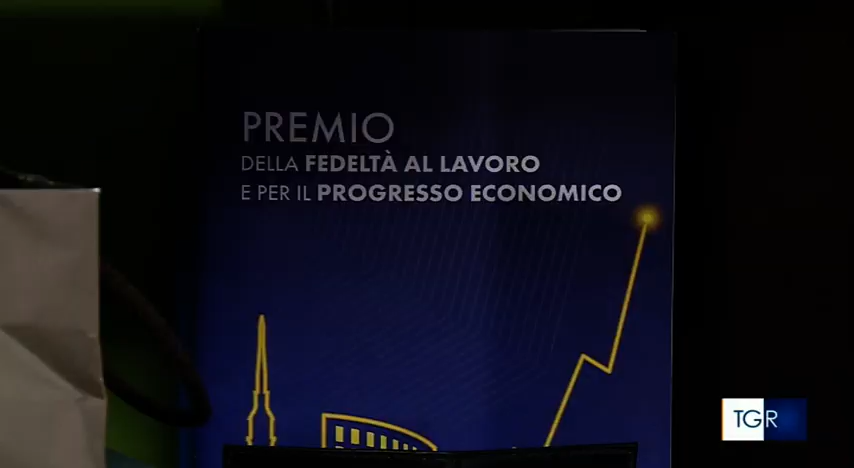 PREMIO
DELLA FEDELTÀ AL LAVORO
E PER IL PROGRESSO ECONOMICO
TGR